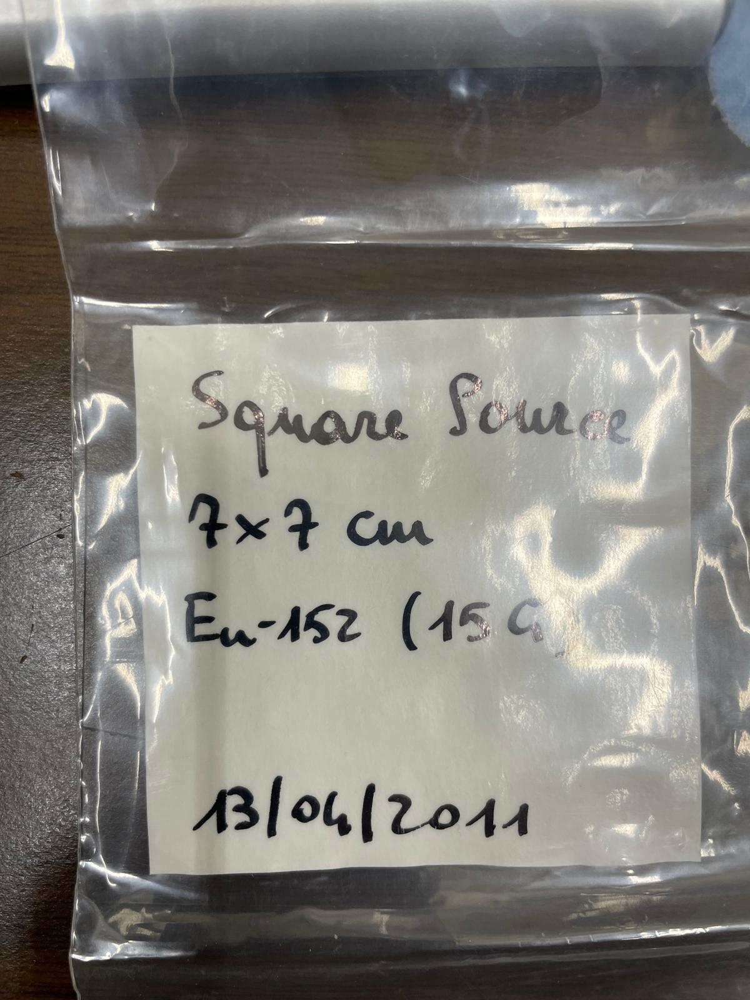 Square Source
7x7 cm
Eu-152 (15 G)
13/04/2011